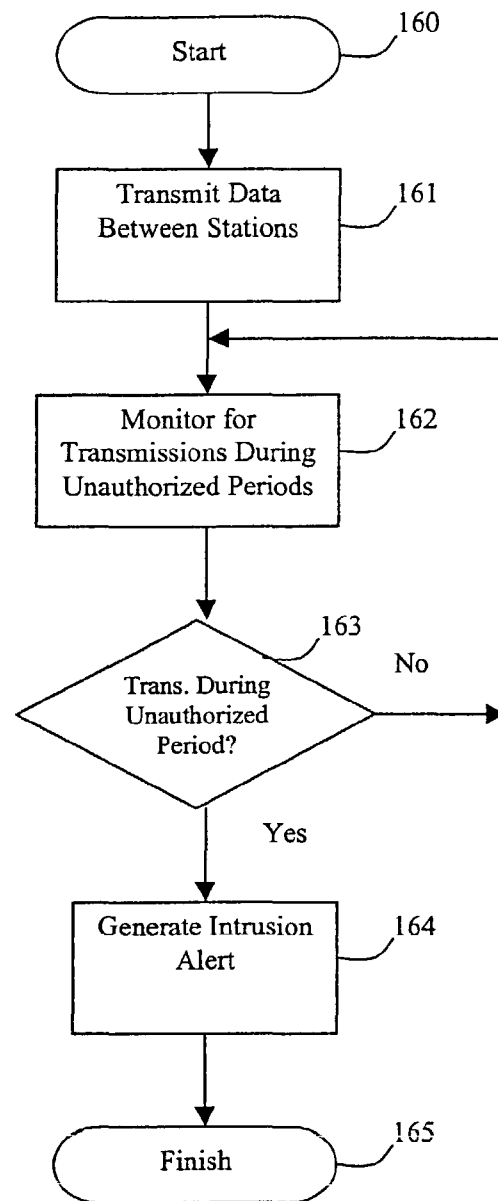 Start
160
Transmit Data
Between Stations
161
Monitor for
Transmissions During
Unauthorized Periods
162
163
Trans. During
Unauthorized
Period?
No
Yes
Generate Intrusion
Alert
164
Finish
165